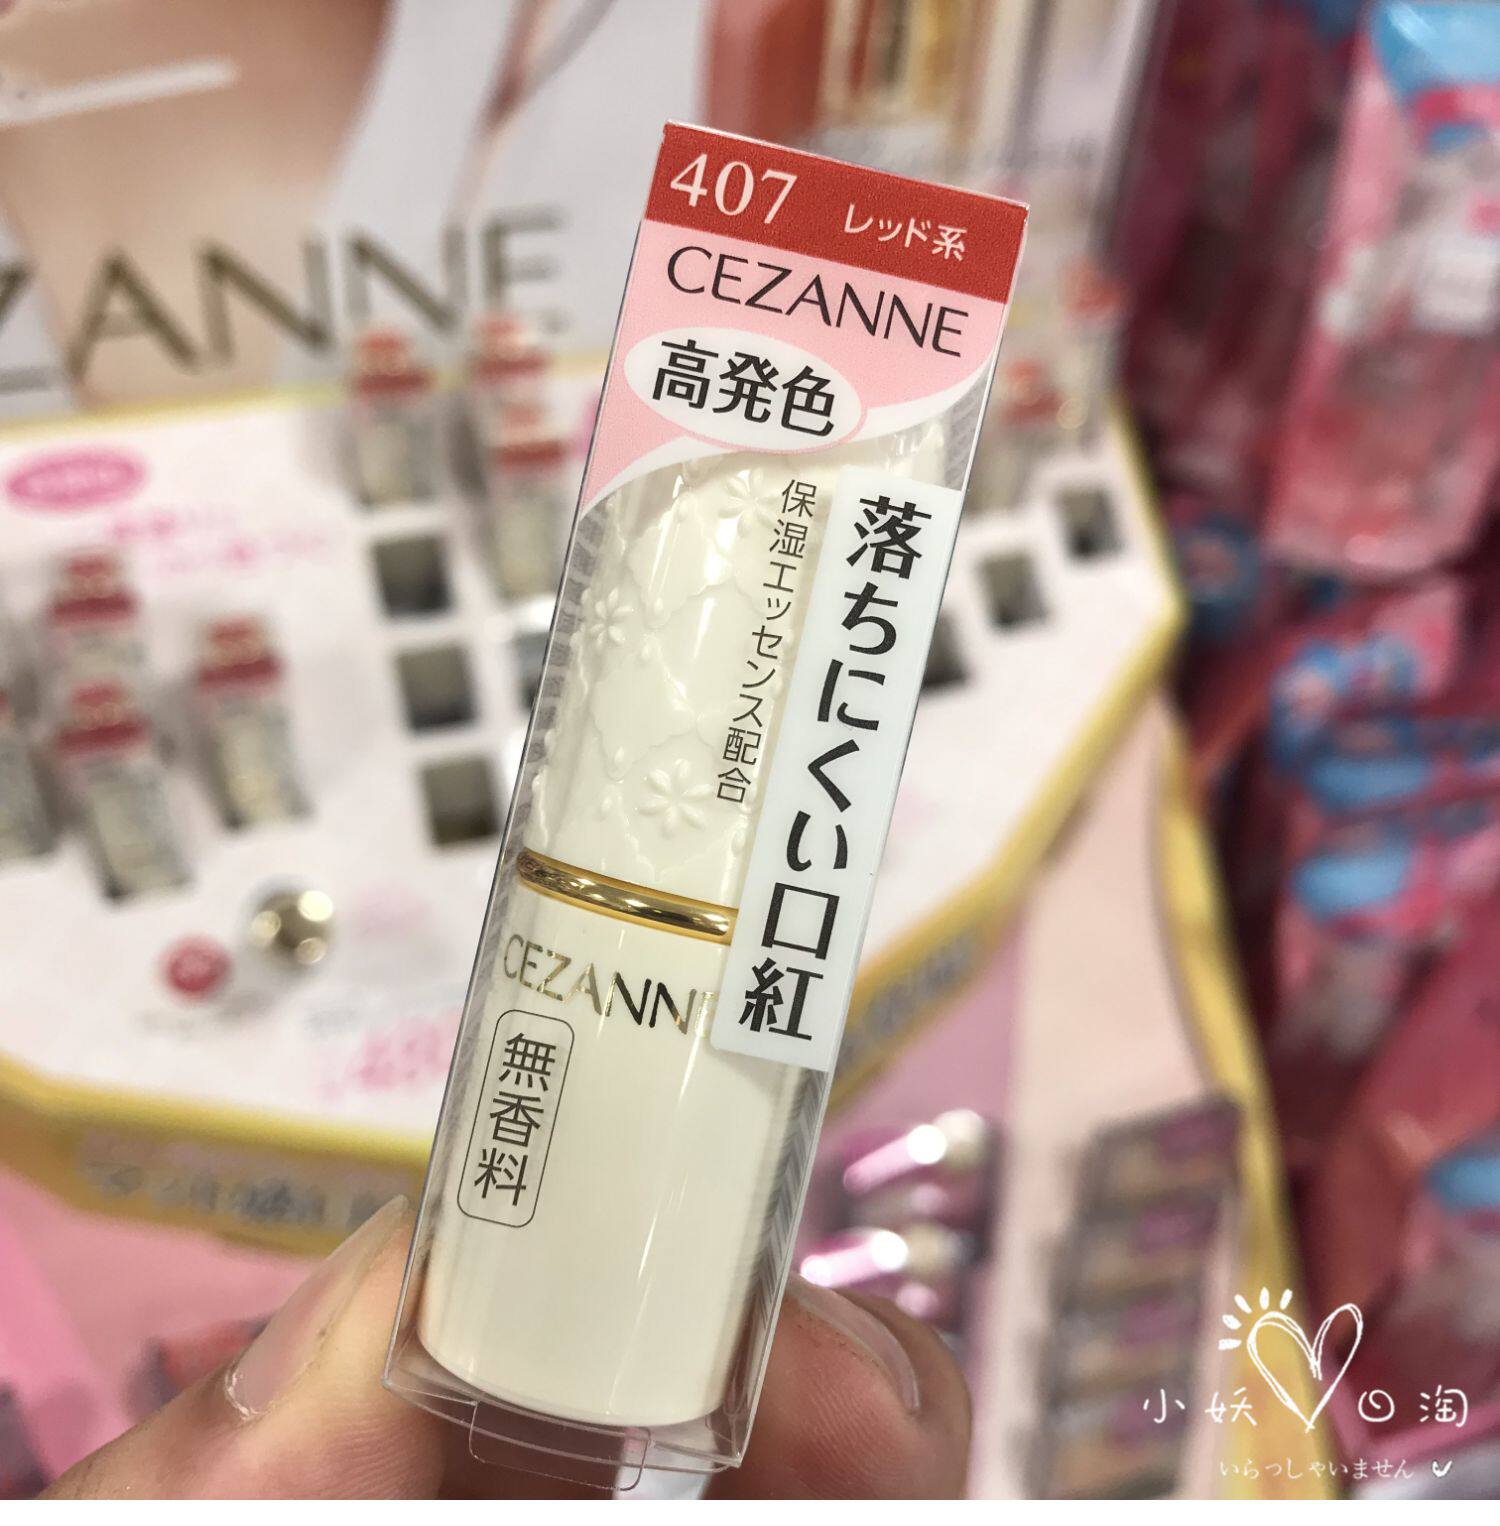 407 レッド系
CEZANNE
高発色
落ちにくい口紅
保湿エッセンス配合
CEZANNE
無香料
ZANNE
小妖 日淘
いらっしゃいません